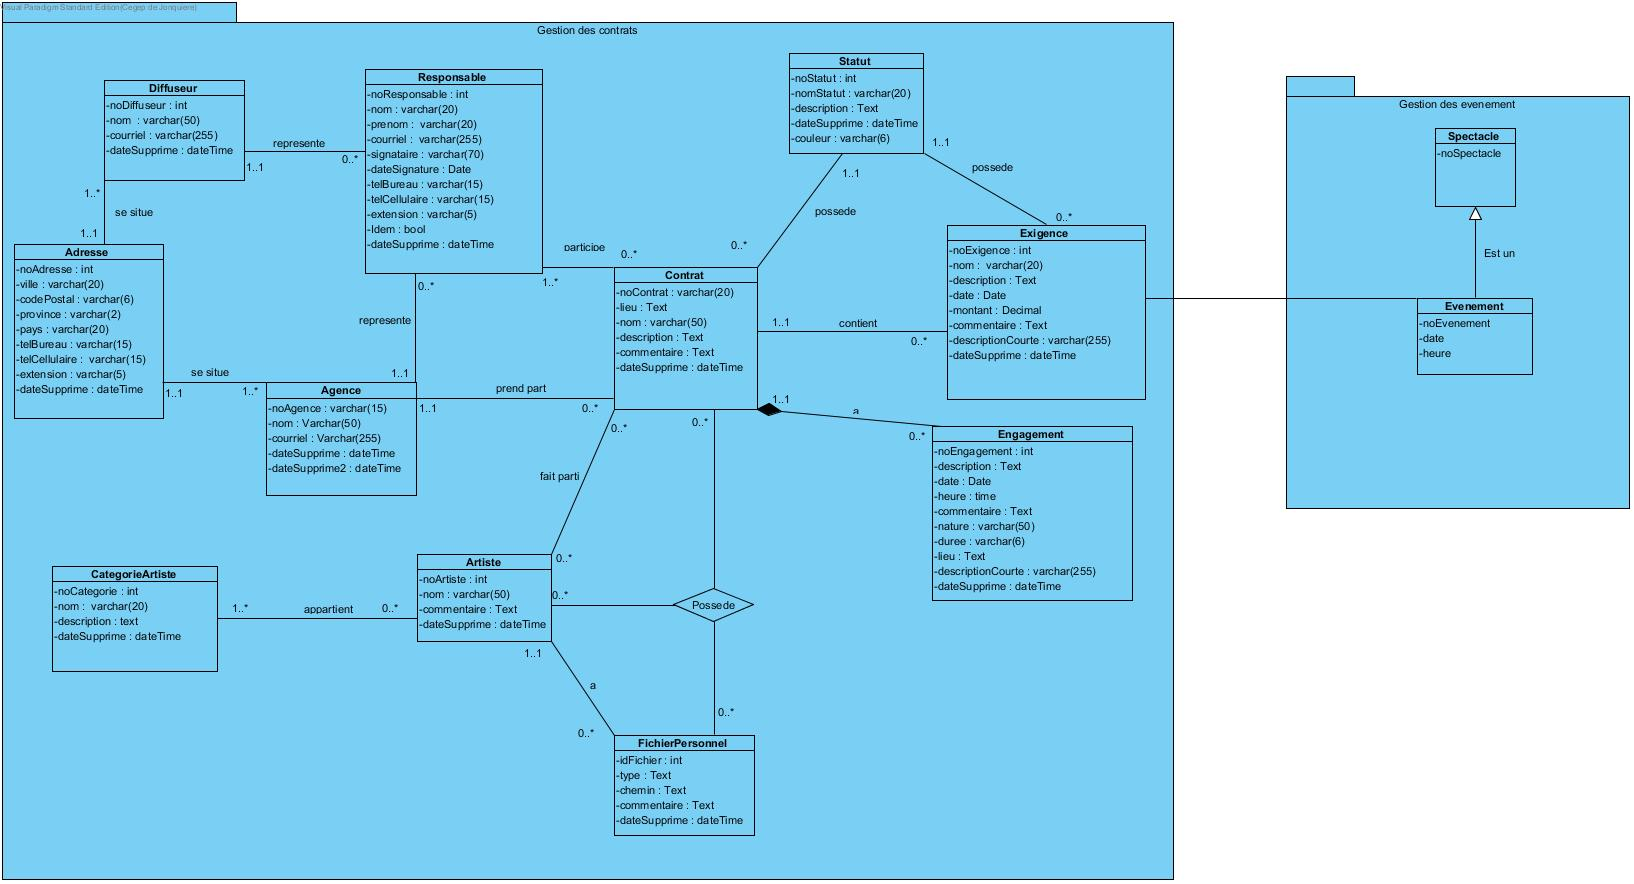 Visual Paradigm Standard Edition(Cegep de Jonquiere)
Gestion des contrats
Diffuseur
-noDiffuseur : int
-nom : varchar(50)
-courriel : varchar(255)
-dateSupprime : dateTime
represente
1..1
0..*
1..*
se situe
1..1
Responsable
-noResponsable : int
-nom : varchar(20)
-prenom : varchar(20)
-courriel : varchar(255)
-signataire : varchar(70)
-dateSignature : Date
-telBureau : varchar(15)
-telCellulaire : varchar(15)
-extension : varchar(5)
-Idem : bool
-dateSupprime : dateTime
participe
0..*
1..*
0..*
represente
1..1
Statut
-noStatut : int
-nomStatut : varchar(20)
-description : Text
-dateSupprime : dateTime
-couleur : varchar(6)
1..1
possede
0..*
1..1
possede
0..*
Adresse
-noAdresse : int
-ville : varchar(20)
-codePostal : varchar(6)
-province : varchar(2)
-pays : varchar(20)
-telBureau : varchar(15)
-telCellulaire : varchar(15)
-extension : varchar(5)
-dateSupprime : dateTime
se situe
1..1
1..*
Agence
-noAgence : varchar(15)
-nom : Varchar(50)
-courriel : Varchar(255)
-dateSupprime : dateTime
-dateSupprime2 : dateTime
prend part
1..1
0..*
Contrat
-noContrat : varchar(20)
-lieu : Text
-nom : varchar(50)
-description : Text
-commentaire : Text
-dateSupprime : dateTime
1..1
contient
0..*
Exigence
-noExigence : int
-nom : varchar(20)
-description : Text
-date : Date
-montant : Decimal
-commentaire : Text
-descriptionCourte : varchar(255)
-dateSupprime : dateTime
1..1
a
0..*
Engagement
-noEngagement : int
-description : Text
-date : Date
-heure : time
-commentaire : Text
-nature : varchar(50)
-duree : varchar(6)
-lieu : Text
-descriptionCourte : varchar(255)
-dateSupprime : dateTime
0..*
fait parti
0..*
0..*
CategorieArtiste
-noCategorie : int
-nom : varchar(20)
-description : text
-dateSupprime : dateTime
1..*
appartient
0..*
Artiste
-noArtiste : int
-nom : varchar(50)
-commentaire : Text
-dateSupprime : dateTime
0..*
Possede
1..1
a
0..*
0..*
FichierPersonnel
-idFichier : int
-type : Text
-chemin : Text
-commentaire : Text
-dateSupprime : dateTime
Gestion des evenement
Spectacle
-noSpectacle
Est un
Evenement
-noEvenement
-date
-heure